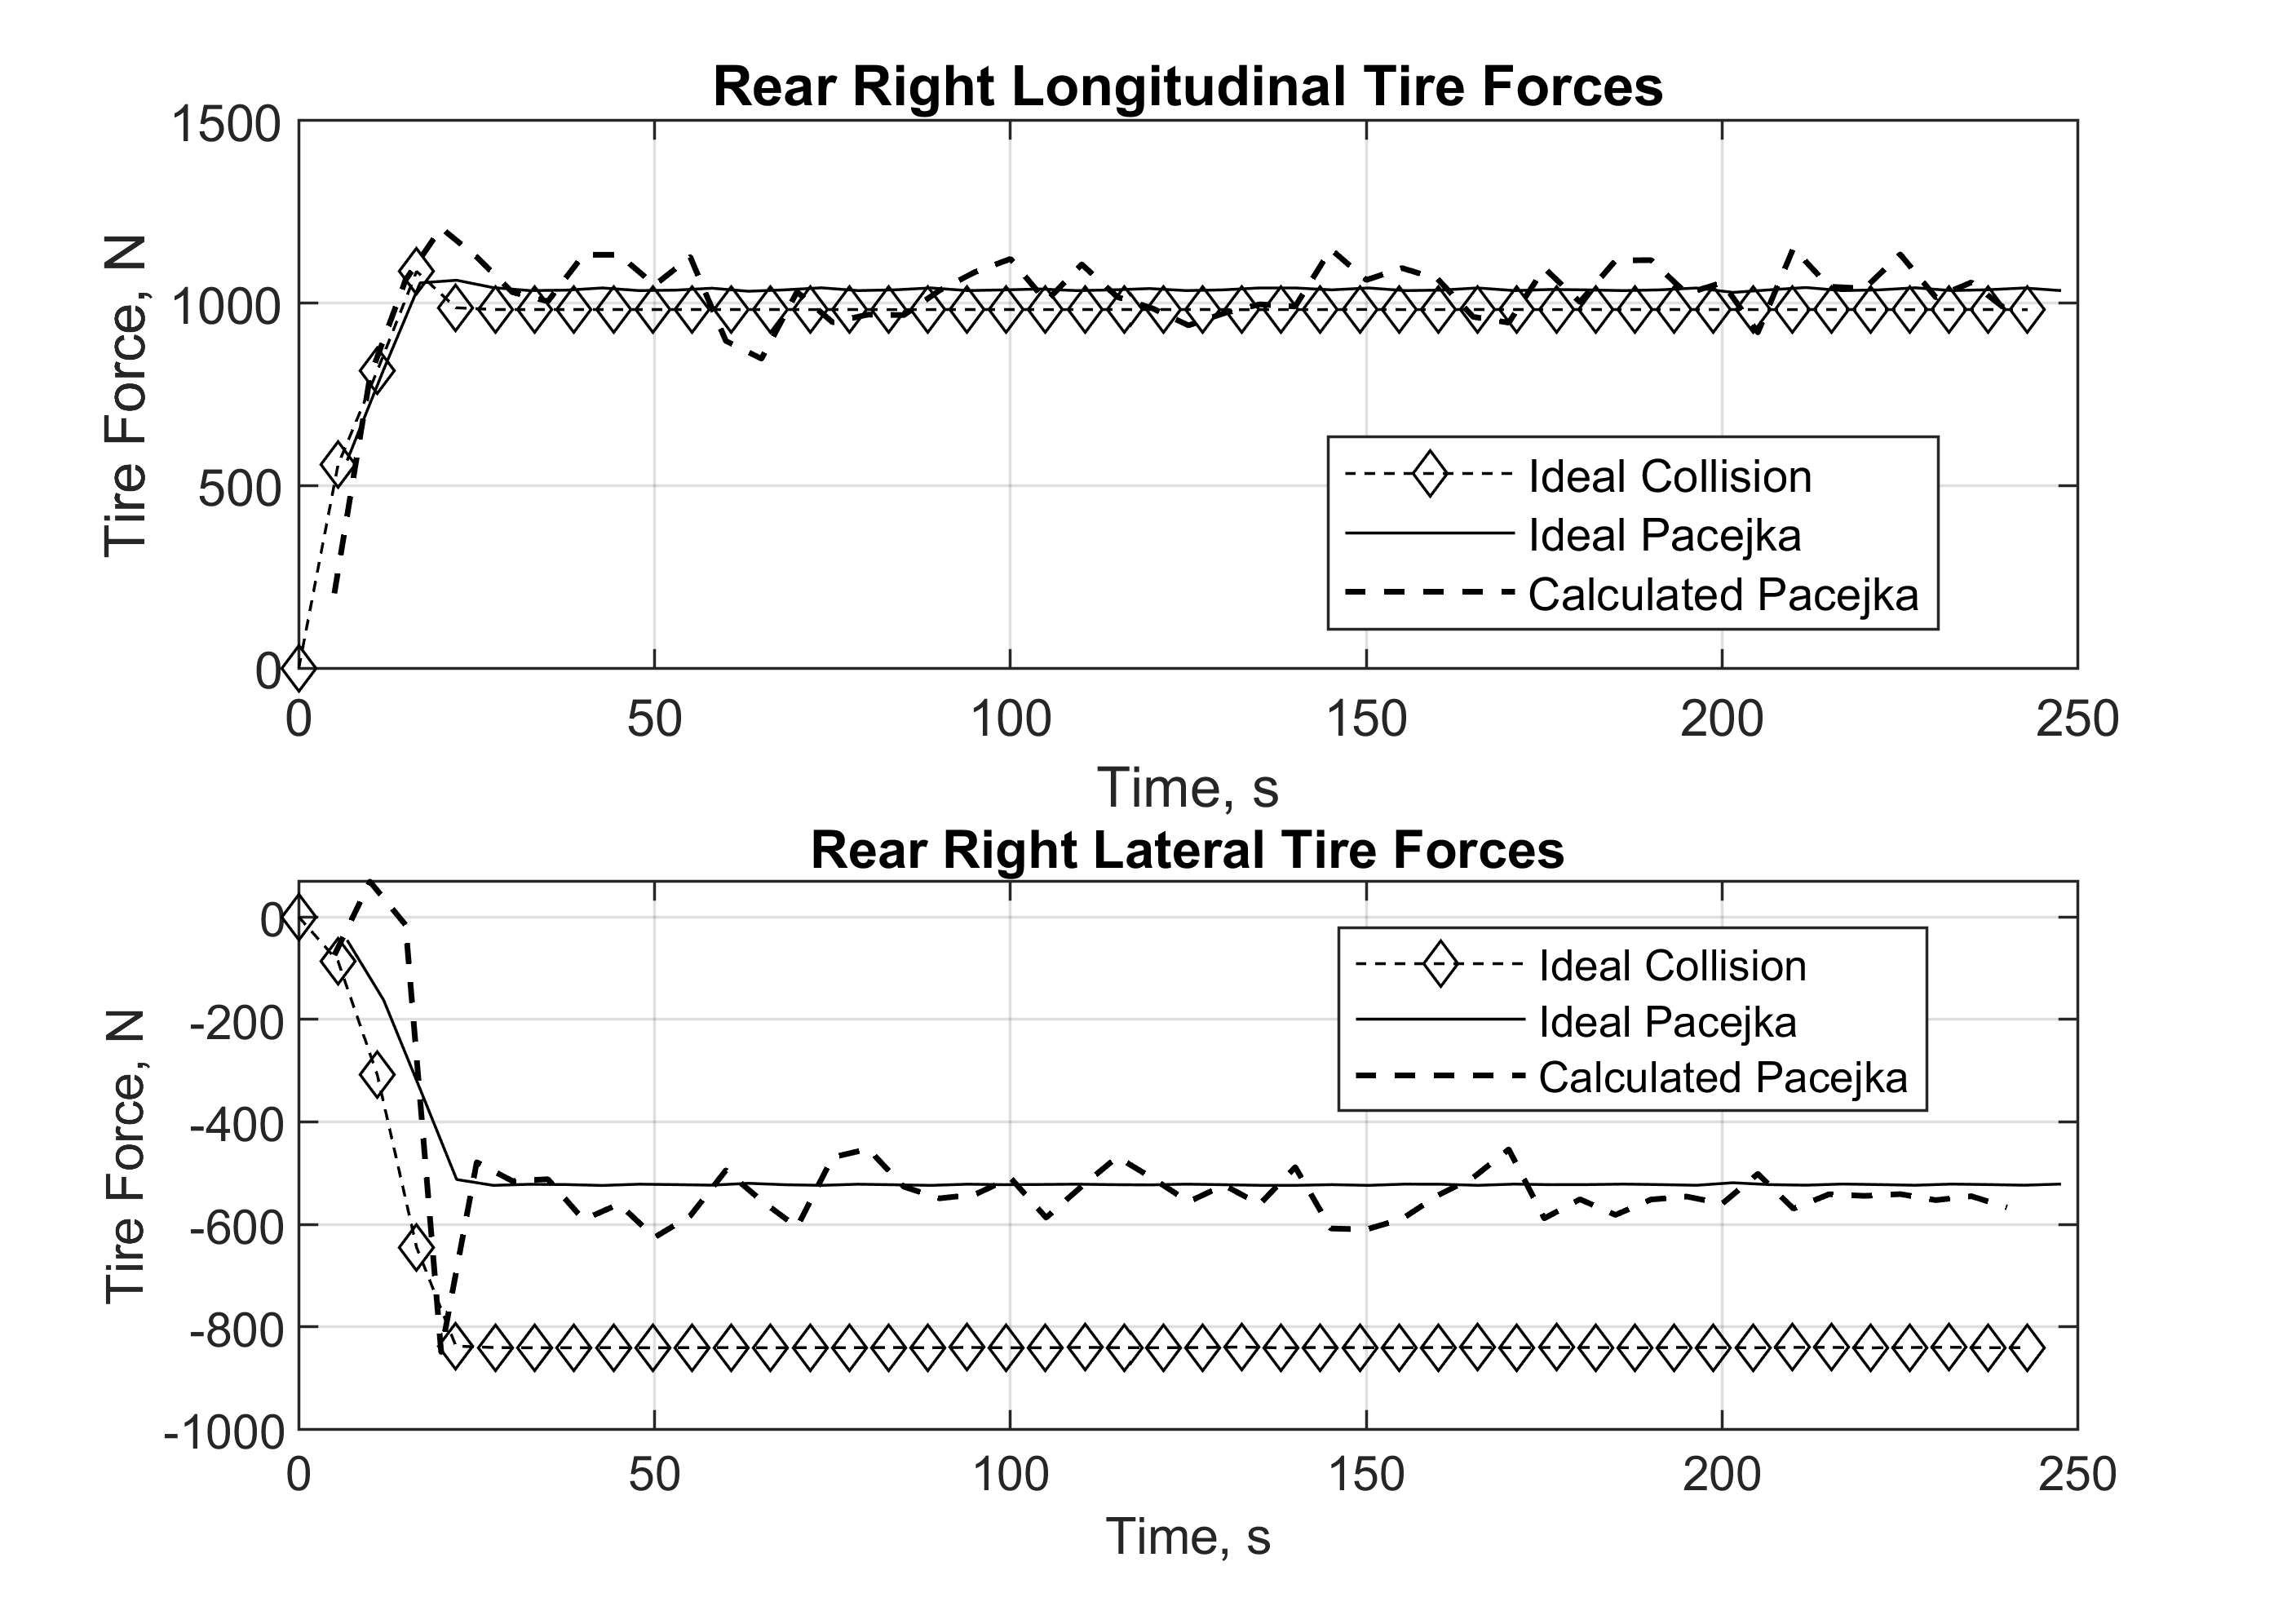 Rear Right Longitudinal Tire Forces
1500
1000
500
0
Tire Force, N
Ideal Collision
Ideal Pacejka
Calculated Pacejka
0 50 100 150 200 250
Time, s
Rear Right Lateral Tire Forces
0
-200
-400
-600
-800
-1000
Tire Force, N
Ideal Collision
Ideal Pacejka
Calculated Pacejka
0 50 100 150 200 250
Time, s